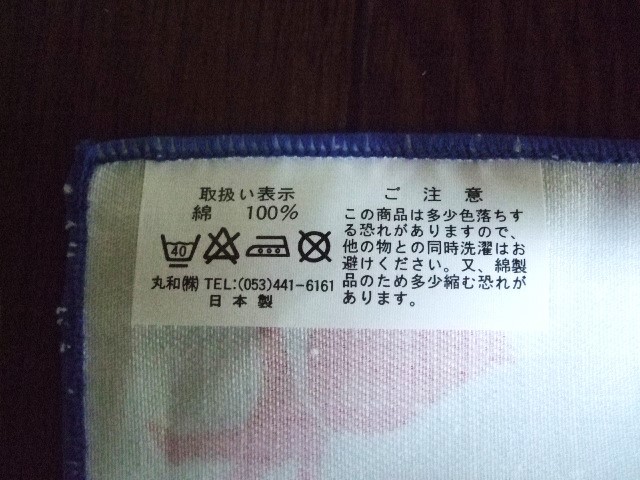 取扱い表示
綿 100%
40
丸和㈱ TEL:(053)441-6161
日本製
ご注意
この商品は多少色落ちす
る恐れがありますので、
他の物との同時洗濯はお
避けください。又、綿製
品のため多少縮む恐れが
あります。